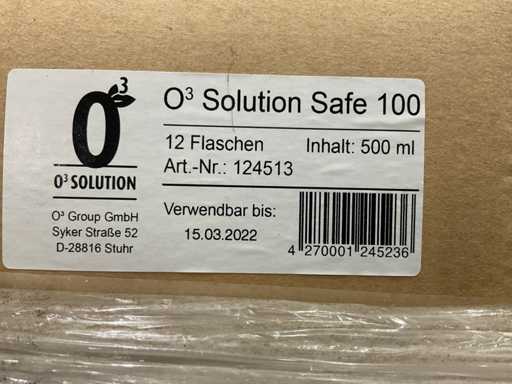 3
O
O³ SOLUTION
O³ Group GmbH
Syker Straße 52
D-28816 Stuhr
O³ Solution Safe 100
12 Flaschen Inhalt: 500 ml
Art.-Nr.: 124513
Verwendbar bis:
15.03.2022
4 270001 245236